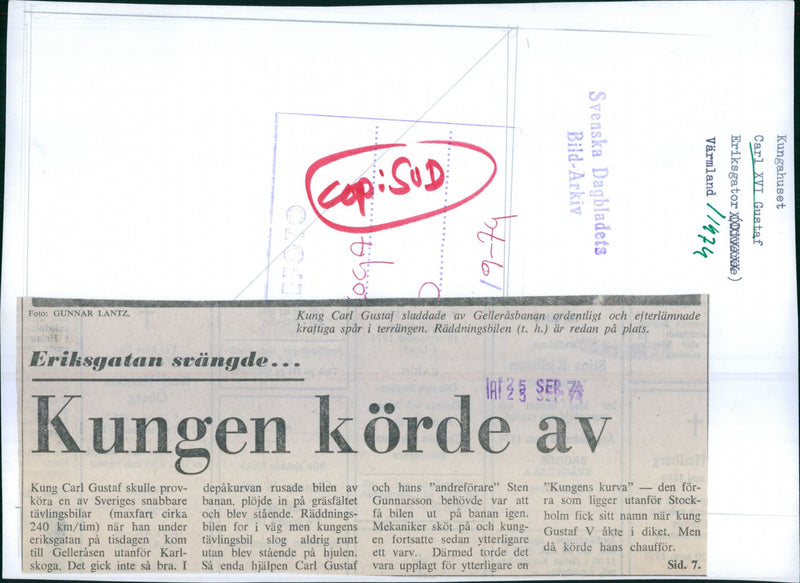 Kungahuset
Carl XVI Gustaf
Eriksgator
Värmland 1/1974
Svenska Dagbladets
Bild-Arkiv
cop: SvD
FOTO
/9-74
Foto: GUNNAR LANTZ.
Kung Carl Gustaf sladdade av Gelleråsbanan ordentligt och efterlämnade
kraftiga spår i terrängen. Räddningsbilen (t. h.) är redan på plats.
Eriksgatan svängde...
Inf 25 SEP. 74
Kungen körde av
Kung Carl Gustaf skulle prov-
köra en av Sveriges snabbare
tävlingsbilar (maxfart cirka
240 km/tim) när han under
eriksgatan på tisdagen kom
till Gelleråsen utanför Karl-
skoga. Det gick inte så bra. I
depåkurvan rusade bilen av
banan, plöjde in på gräsfältet
och blev stående. Räddnings-
bilen for i väg men kungens
tävlingsbil slog aldrig runt
utan blev stående på hjulen.
Så enda hjälpen Carl Gustaf
och hans "andreförare" Sten
Gunnarsson behövde var att
få bilen ut på banan igen.
Mekaniker sköt på och kung-
en fortsatte sedan ytterligare
ett varv. Därmed torde det
vara upplagt för ytterligare en
"Kungens kurva" — den för-
ra som ligger utanför Stock-
holm fick sitt namn när kung
Gustaf V åkte i diket. Men
då körde hans chaufför.
Sid. 7.